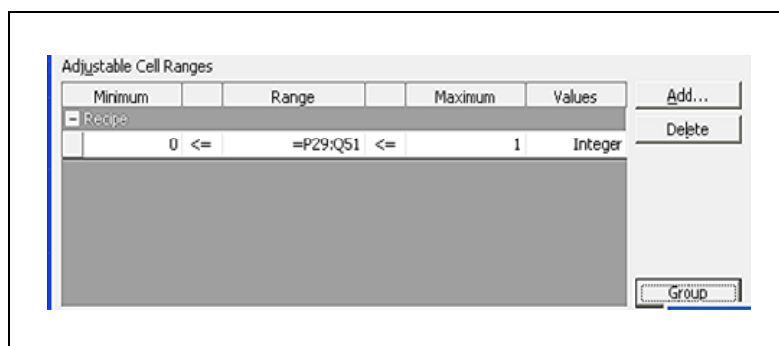 Adjustable Cell Ranges
Minimum Range Maximum Values Add...
Recipe Delete
0 <= =P29:Q51 <= 1 Integer
Group